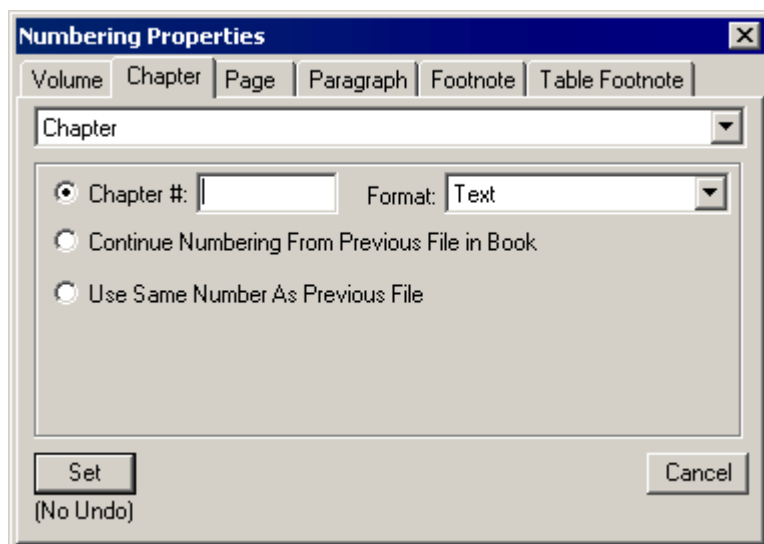 Numbering Properties
Volume Chapter Page Paragraph Footnote Table Footnote
Chapter
Chapter #: Format: Text
Continue Numbering From Previous File in Book
Use Same Number As Previous File
Set Cancel
(No Undo)